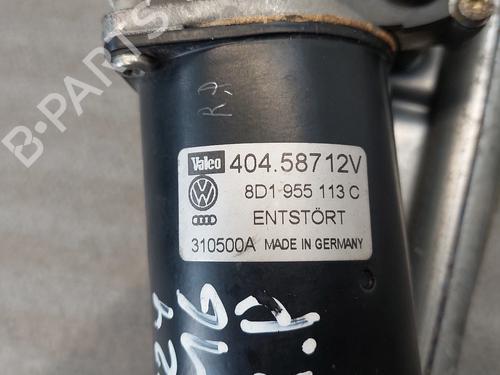 B-PARTS
R.A
Valeo 404.58712V
8D1 955 113 C
ENTSTÖRT
310500A MADE IN GERMANY